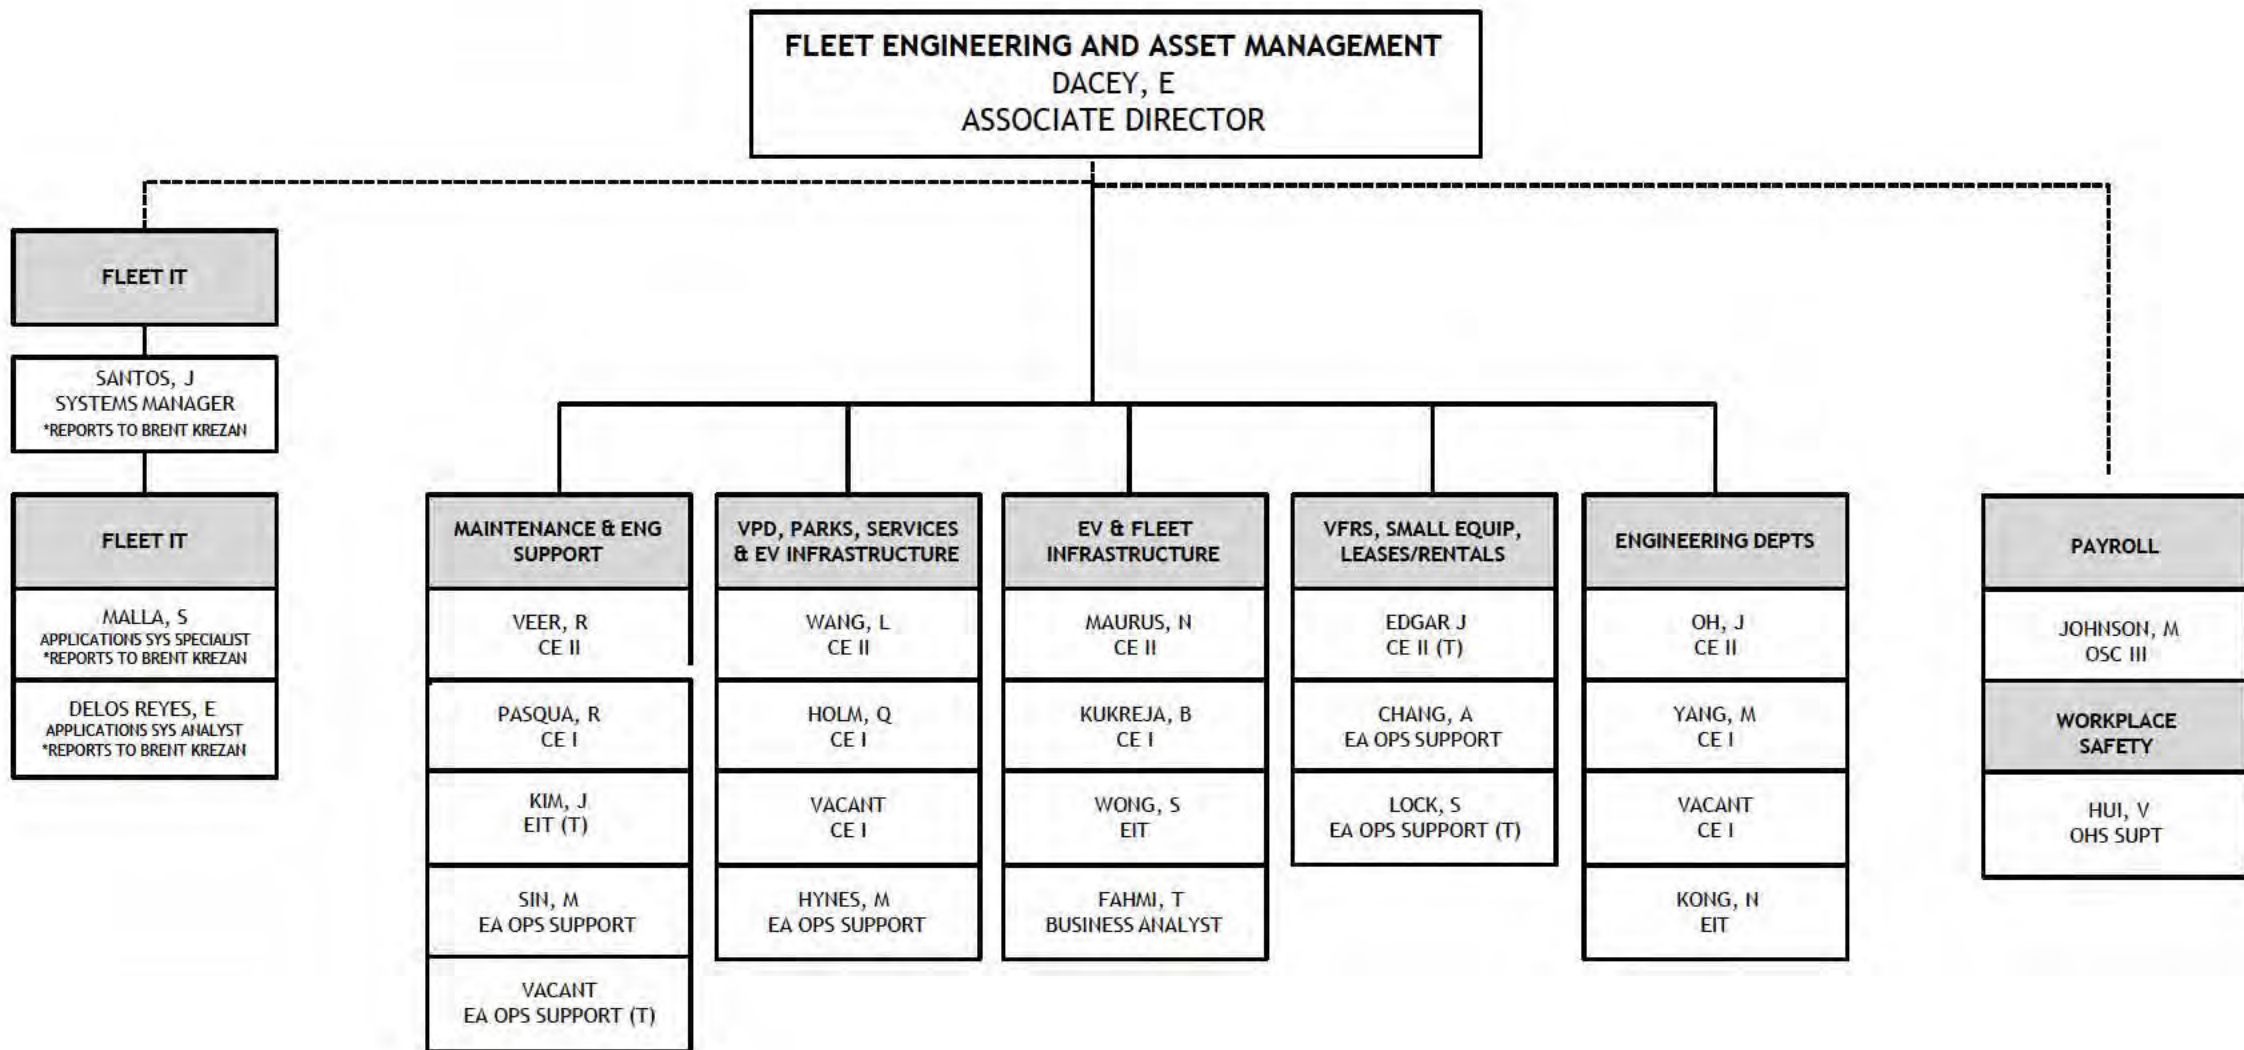 FLEET ENGINEERING AND ASSET MANAGEMENT
DACEY, E
ASSOCIATE DIRECTOR
FLEET IT
SANTOS, J
SYSTEMS MANAGER
*REPORTS TO BRENT KREZAN
FLEET IT
MALLA, S
APPLICATIONS SYS SPECIALIST
*REPORTS TO BRENT KREZAN
DELOS REYES, E
APPLICATIONS SYS ANALYST
*REPORTS TO BRENT KREZAN
MAINTENANCE & ENG
SUPPORT
VEER, R
CE II
PASQUA, R
CE I
KIM, J
EIT (T)
SIN, M
EA OPS SUPPORT
VACANT
EA OPS SUPPORT (T)
VPD, PARKS, SERVICES
& EV INFRASTRUCTURE
WANG, L
CE II
HOLM, Q
CE I
VACANT
CE I
HYNES, M
EA OPS SUPPORT
EV & FLEET
INFRASTRUCTURE
MAURUS, N
CE II
KUKREJA, B
CE I
WONG, S
EIT
FAHMI, T
BUSINESS ANALYST
VFRS, SMALL EQUIP,
LEASES/RENTALS
EDGAR J
CE II (T)
CHANG, A
EA OPS SUPPORT
LOCK, S
EA OPS SUPPORT (T)
ENGINEERING DEPTS
OH, J
CE II
YANG, M
CE I
VACANT
CE I
KONG, N
EIT
PAYROLL
JOHNSON, M
OSC III
WORKPLACE
SAFETY
HUI, V
OHS SUPT